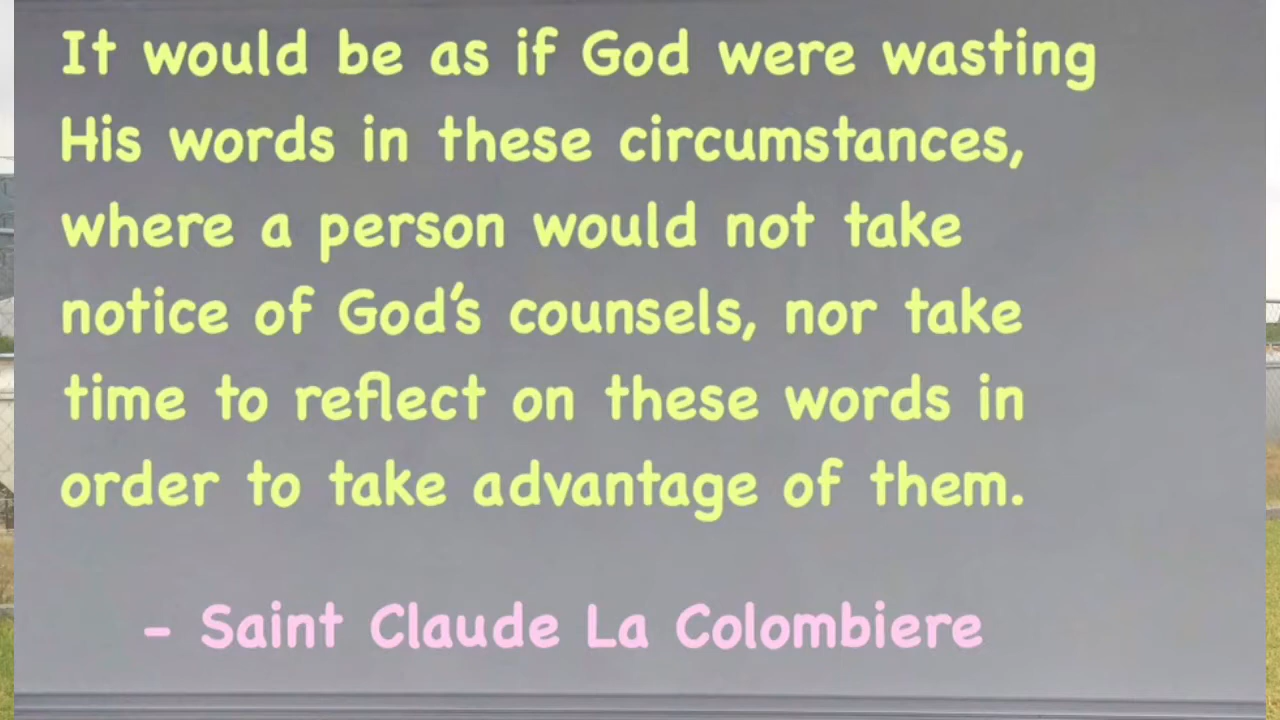 It would be as if God were wasting
His words in these circumstances,
where a person would not take
notice of God's counsels, nor take
time to reflect on these words in
order to take advantage of them.
- Saint Claude La Colombiere